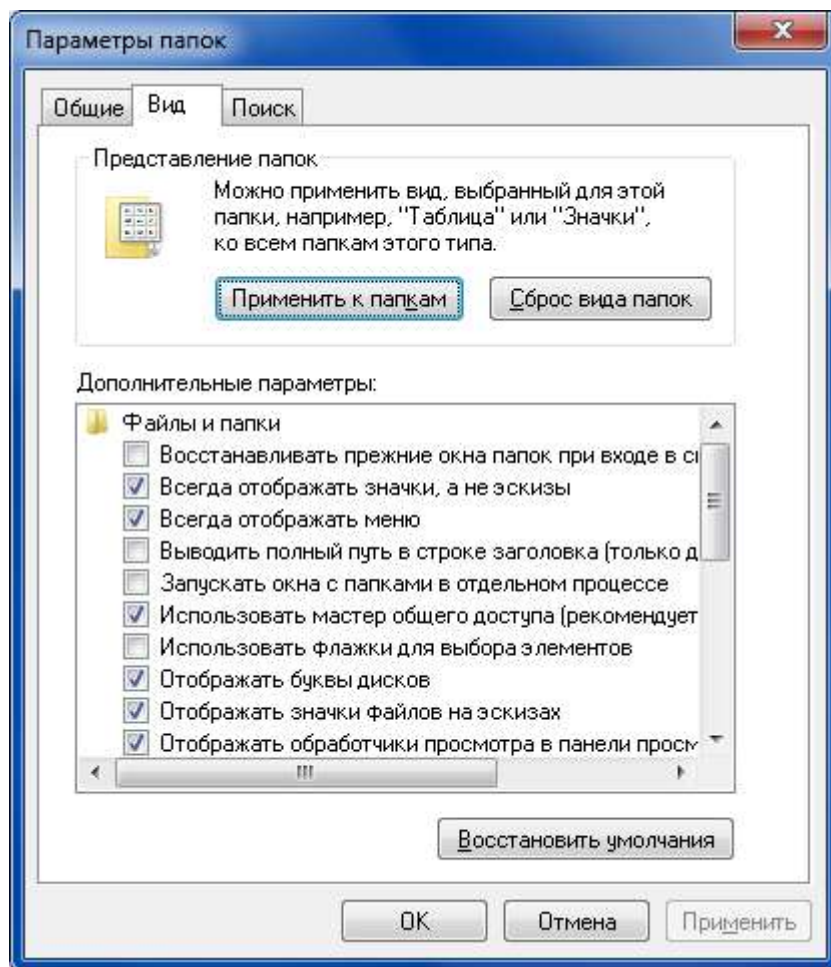 Параметры папок
Общие
Вид
Поиск
Представление папок
Можно применить вид, выбранный для этой
папки, например, "Таблица" или "Значки",
ко всем папкам этого типа.
Применить к папкам
Сброс вида папок
Дополнительные параметры:
Файлы и папки
Восстанавливать прежние окна папок при входе в
Всегда отображать значки, а не эскизы
Всегда отображать меню
Выводить полный путь в строке заголовка (только д
Запускать окна с папками в отдельном процессе
Использовать мастер общего доступа (рекомендует
Использовать флажки для выбора элементов
Отображать буквы дисков
Отображать значки файлов на эскизах
Отображать обработчики просмотра в панели просм
Восстановить умолчания
ОК
Отмена
Применить